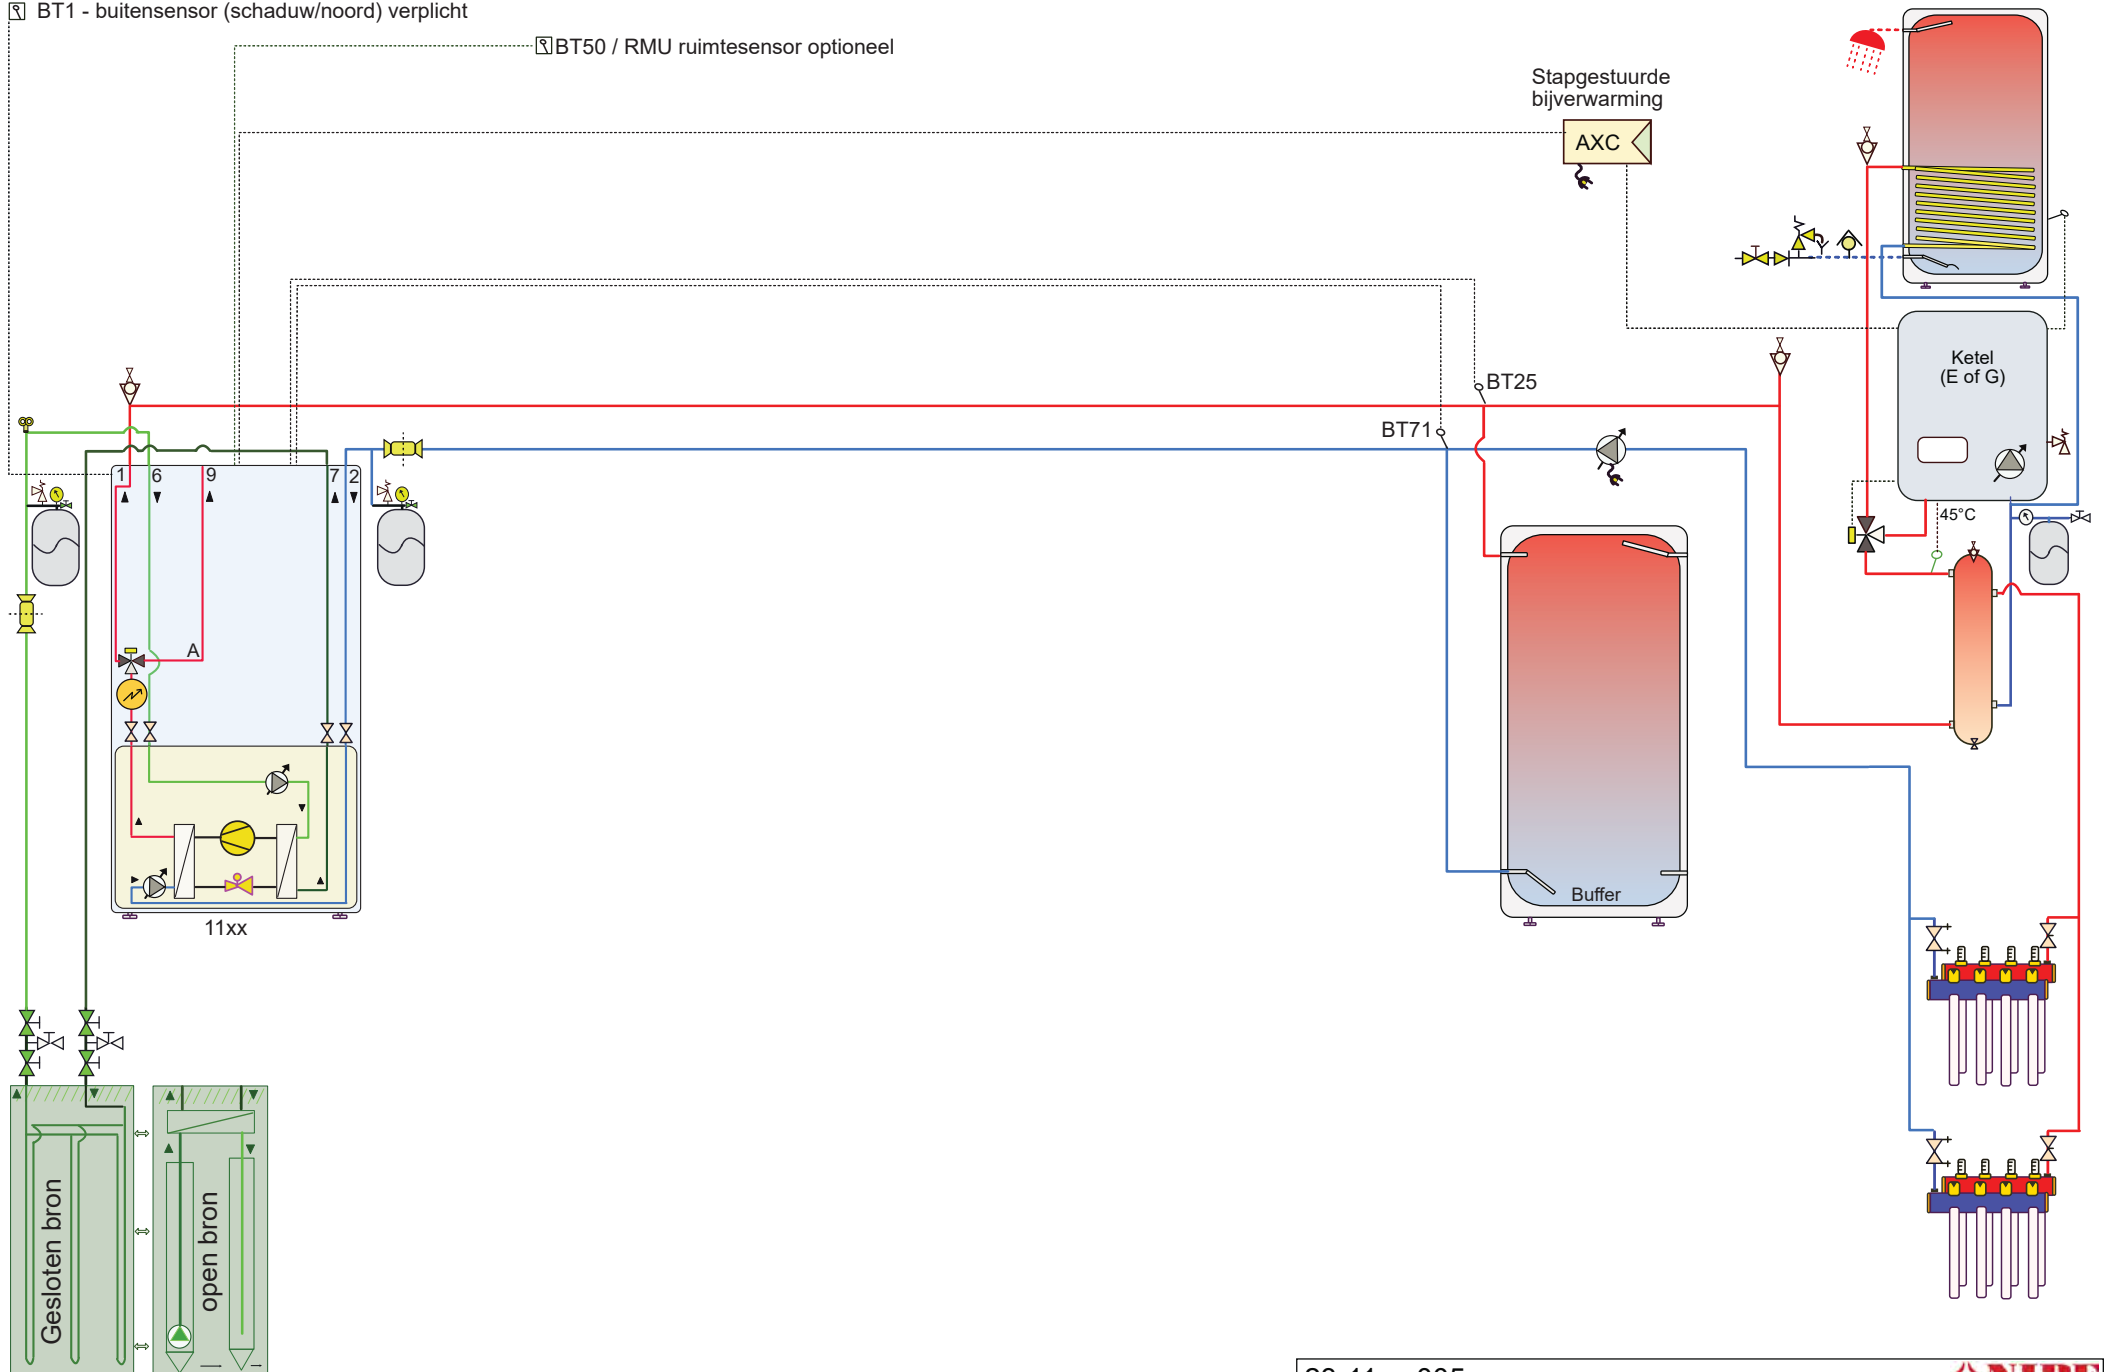 BT1 - buitensensor (schaduw/noord) verplicht
BT50 / RMU ruimtesensor optioneel
Stapgestuurde
bijverwarming
AXC
Ketel
(E of G)
BT25
BT71
1
6
9
7
2
45°C
A
Buffer
11xx
Gesloten bron
open bron